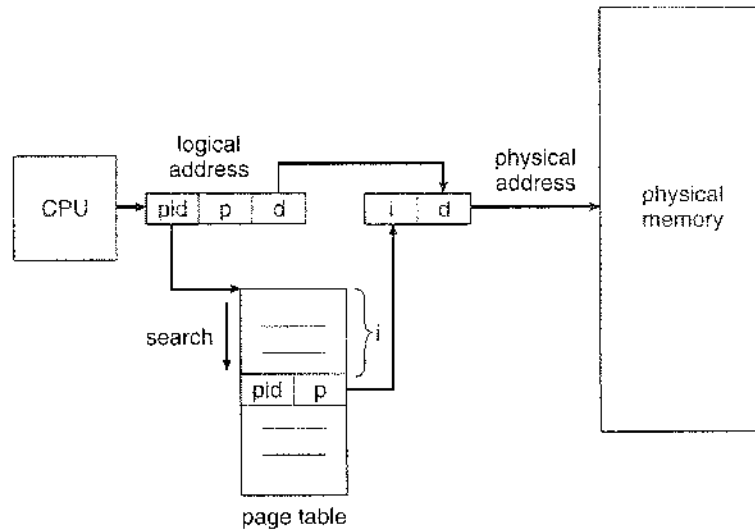 logical
address
physical
address
CPU
pid p d
i d
physical
memory
search
i
pid p
page table